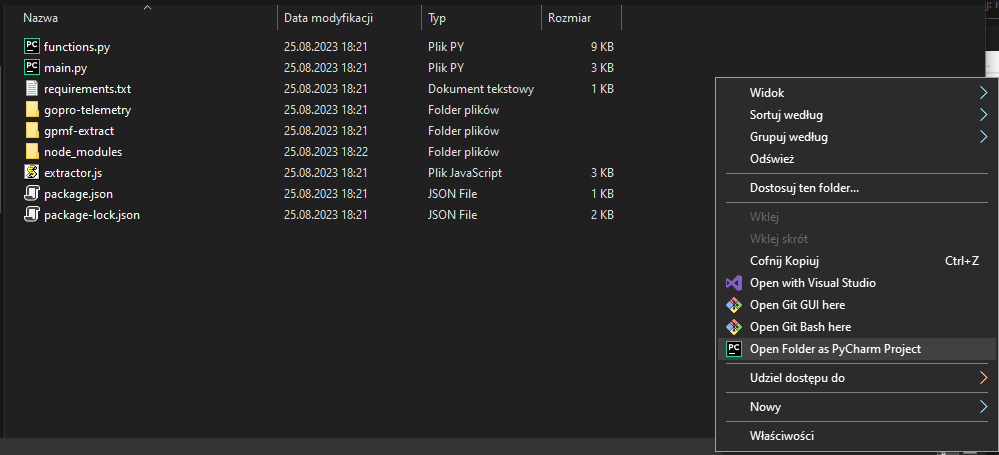 Nazwa Data modyfikacji Typ Rozmiar
functions.py 25.08.2023 18:21 Plik PY 9 KB
main.py 25.08.2023 18:21 Plik PY 3 KB
requirements.txt 25.08.2023 18:21 Dokument tekstowy 1 KB
gopro-telemetry 25.08.2023 18:21 Folder plików
gpmf-extract 25.08.2023 18:21 Folder plików
node_modules 25.08.2023 18:22 Folder plików
extractor.js 25.08.2023 18:21 Plik JavaScript 3 KB
package.json 25.08.2023 18:21 JSON File 1 KB
package-lock.json 25.08.2023 18:21 JSON File 2 KB
Widok
Sortuj według
Grupuj według
Odśwież
Dostosuj ten folder...
Wklej
Wklej skrót
Cofnij Kopiuj Ctrl+Z
Open with Visual Studio
Open Git GUI here
Open Git Bash here
PC Open Folder as PyCharm Project
Udziel dostępu do
Nowy
Właściwości